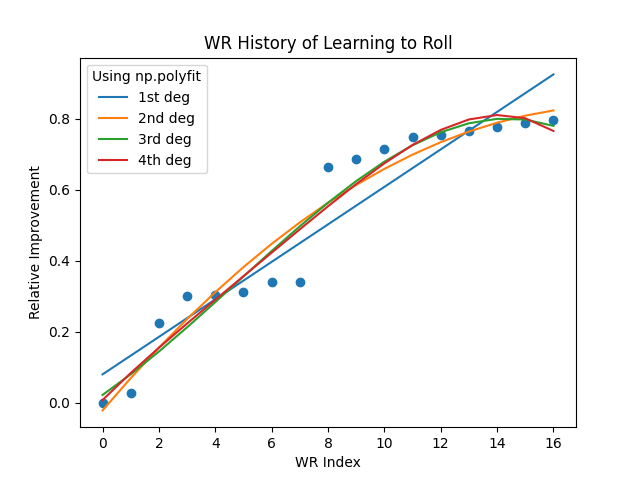 WR History of Learning to Roll
Using np.polyfit
1st deg
2nd deg
3rd deg
4th deg
Relative Improvement
0.8
0.6
0.4
0.2
0.0
0 2 4 6 8 10 12 14 16
WR Index